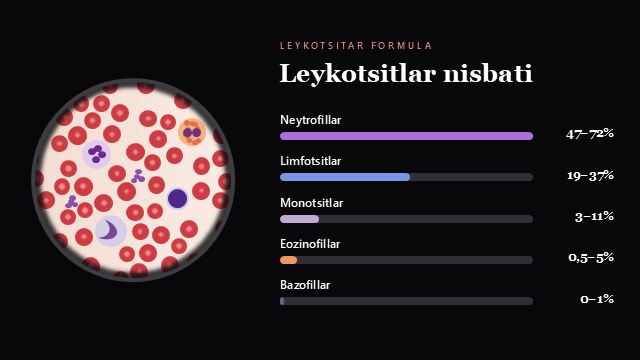 LEYKOTSITAR FORMULA
Leykotsitlar nisbati
Neytrofillar 47–72%
Limfotsitlar 19–37%
Monotsitlar 3–11%
Eozinofillar 0,5–5%
Bazofillar 0–1%